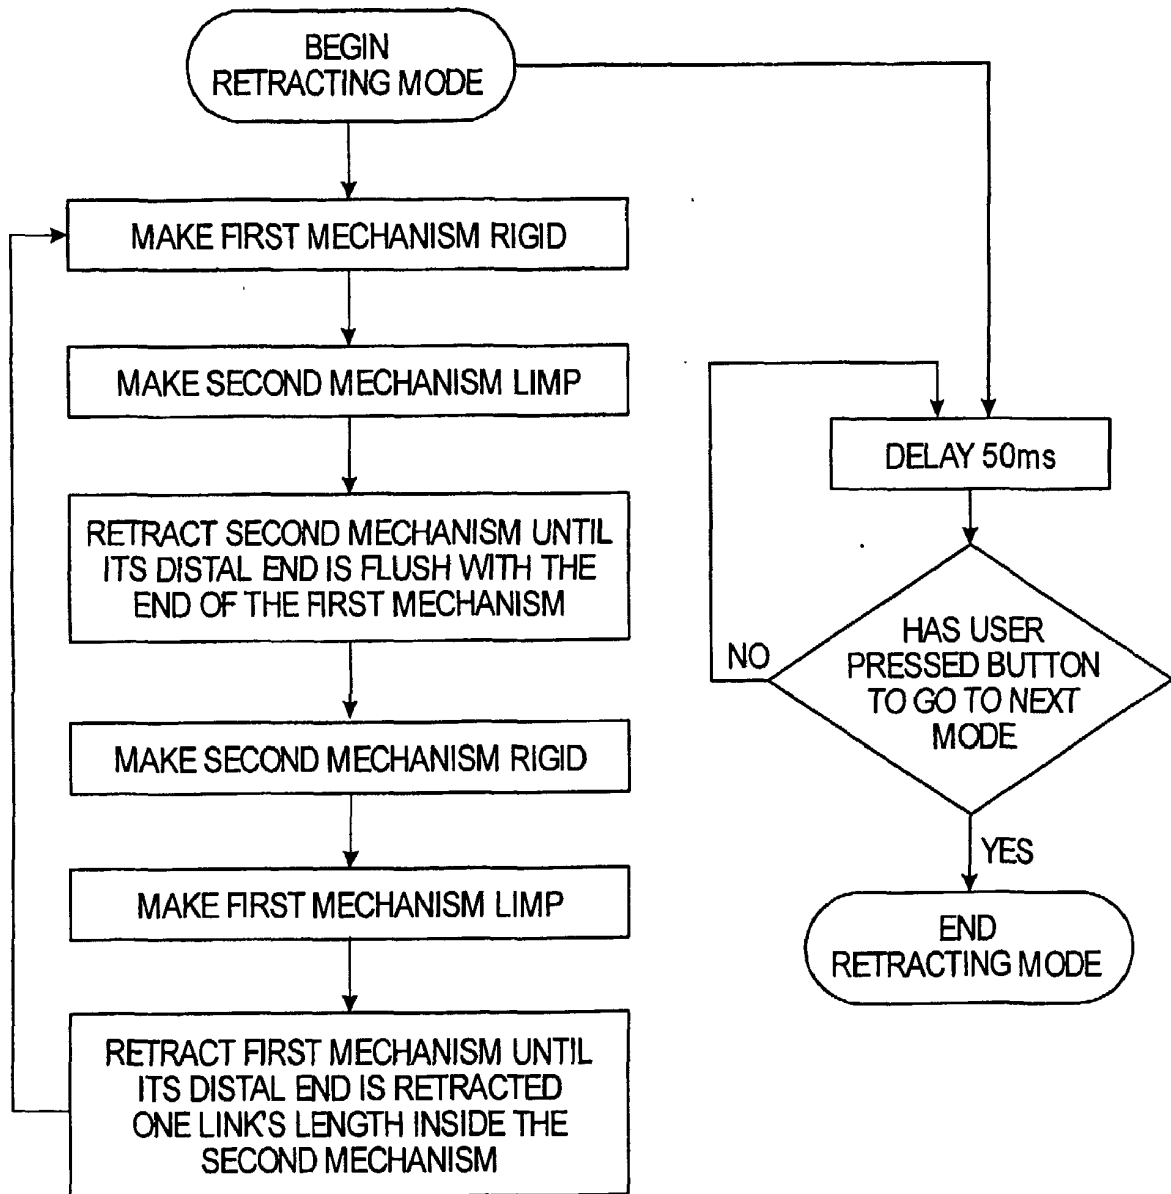 BEGIN
RETRACTING MODE
MAKE FIRST MECHANISM RIGID
MAKE SECOND MECHANISM LIMP
RETRACT SECOND MECHANISM UNTIL
ITS DISTAL END IS FLUSH WITH THE
END OF THE FIRST MECHANISM
MAKE SECOND MECHANISM RIGID
MAKE FIRST MECHANISM LIMP
RETRACT FIRST MECHANISM UNTIL
ITS DISTAL END IS RETRACTED
ONE LINK'S LENGTH INSIDE THE
SECOND MECHANISM
DELAY 50ms
HAS USER
PRESSED BUTTON
TO GO TO NEXT
MODE
NO
YES
END
RETRACTING MODE